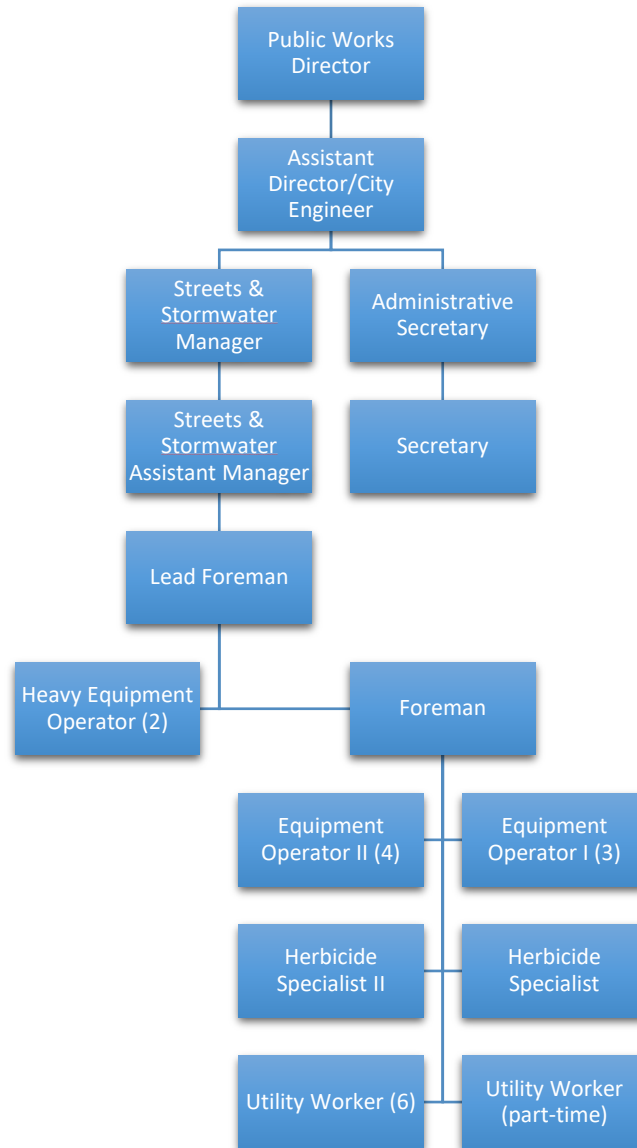 Public Works
Director
Assistant
Director/City
Engineer
Streets &
Stormwater
Manager
Administrative
Secretary
Streets &
Stormwater
Assistant Manager
Secretary
Lead Foreman
Heavy Equipment
Operator (2)
Foreman
Equipment
Operator II (4)
Equipment
Operator I (3)
Herbicide
Specialist II
Herbicide
Specialist
Utility Worker (6)
Utility Worker
(part-time)